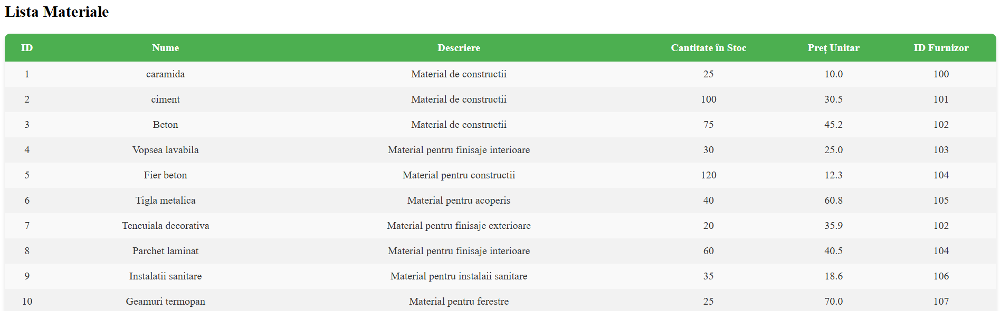 Lista Materiale
ID Nume Descriere Cantitate în Stoc Preț Unitar ID Furnizor
1 caramida Material de constructii 25 10.0 100
2 ciment Material de constructii 100 30.5 101
3 Beton Material de constructii 75 45.2 102
4 Vopsea lavabila Material pentru finisaje interioare 30 25.0 103
5 Fier beton Material pentru constructii 120 12.3 104
6 Tigla metalica Material pentru acoperis 40 60.8 105
7 Tencuiala decorativa Material pentru finisaje exterioare 20 35.9 102
8 Parchet laminat Material pentru finisaje interioare 60 40.5 104
9 Instalatii sanitare Material pentru instalaii sanitare 35 18.6 106
10 Geamuri termopan Material pentru ferestre 25 70.0 107